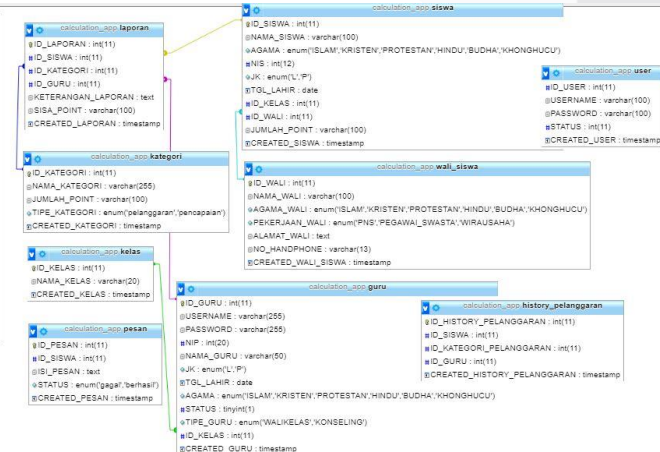 calculation_app laporan
ID_LAPORAN : int(11)
ID_SISWA : int(11)
ID_KATEGORI : int(11)
ID_GURU : int(11)
KETERANGAN_LAPORAN : text
SISA_POINT : varchar(100)
CREATED_LAPORAN : timestamp
calculation_app siswa
ID_SISWA : int(11)
NAMA_SISWA : varchar(100)
AGAMA : enum('ISLAM','KRISTEN','PROTESTAN','HINDU','BUDHA','KHONGHUCU')
NIS : int(12)
JK : enum('L','P')
TGL_LAHIR : date
ID_KELAS : int(11)
ID_WALI : int(11)
JUMLAH_POINT : varchar(100)
CREATED_SISWA : timestamp
calculation_app user
ID_USER : int(11)
USERNAME : varchar(100)
PASSWORD : varchar(100)
STATUS : int(11)
CREATED_USER : timestamp
calculation_app kategori
ID_KATEGORI : int(11)
NAMA_KATEGORI : varchar(255)
JUMLAH_POINT : varchar(100)
TIPE_KATEGORI : enum('pelanggaran','pencapaian')
CREATED_KATEGORI : timestamp
calculation_app wali_siswa
ID_WALI : int(11)
NAMA_WALI : varchar(100)
AGAMA_WALI : enum('ISLAM','KRISTEN','PROTESTAN','HINDU','BUDHA','KHONGHUCU')
PEKERJAAN_WALI : enum('PNS','PEGAWAI_SWASTA','WIRAUSAHA')
ALAMAT_WALI : text
NO_HANDPHONE : varchar(13)
CREATED_WALI_SISWA : timestamp
calculation_app kelas
ID_KELAS : int(11)
NAMA_KELAS : varchar(20)
CREATED_KELAS : timestamp
calculation_app pesan
ID_PESAN : int(11)
ID_SISWA : int(11)
ISI_PESAN : text
STATUS : enum('gagal','berhasil')
CREATED_PESAN : timestamp
calculation_app guru
ID_GURU : int(11)
USERNAME : varchar(255)
PASSWORD : varchar(255)
NIP : int(20)
NAMA_GURU : varchar(50)
JK : enum('L','P')
TGL_LAHIR : date
AGAMA : enum('ISLAM','KRISTEN','PROTESTAN','HINDU','BUDHA','KHONGHUCU')
STATUS : tinyint(1)
TIPE_GURU : enum('WALIKELAS','KONSELING')
ID_KELAS : int(11)
CREATED_GURU : timestamp
calculation_app history_pelanggaran
ID_HISTORY_PELANGGARAN : int(11)
ID_SISWA : int(11)
ID_KATEGORI_PELANGGARAN : int(11)
ID_GURU : int(11)
CREATED_HISTORY_PELANGGARAN : timestamp